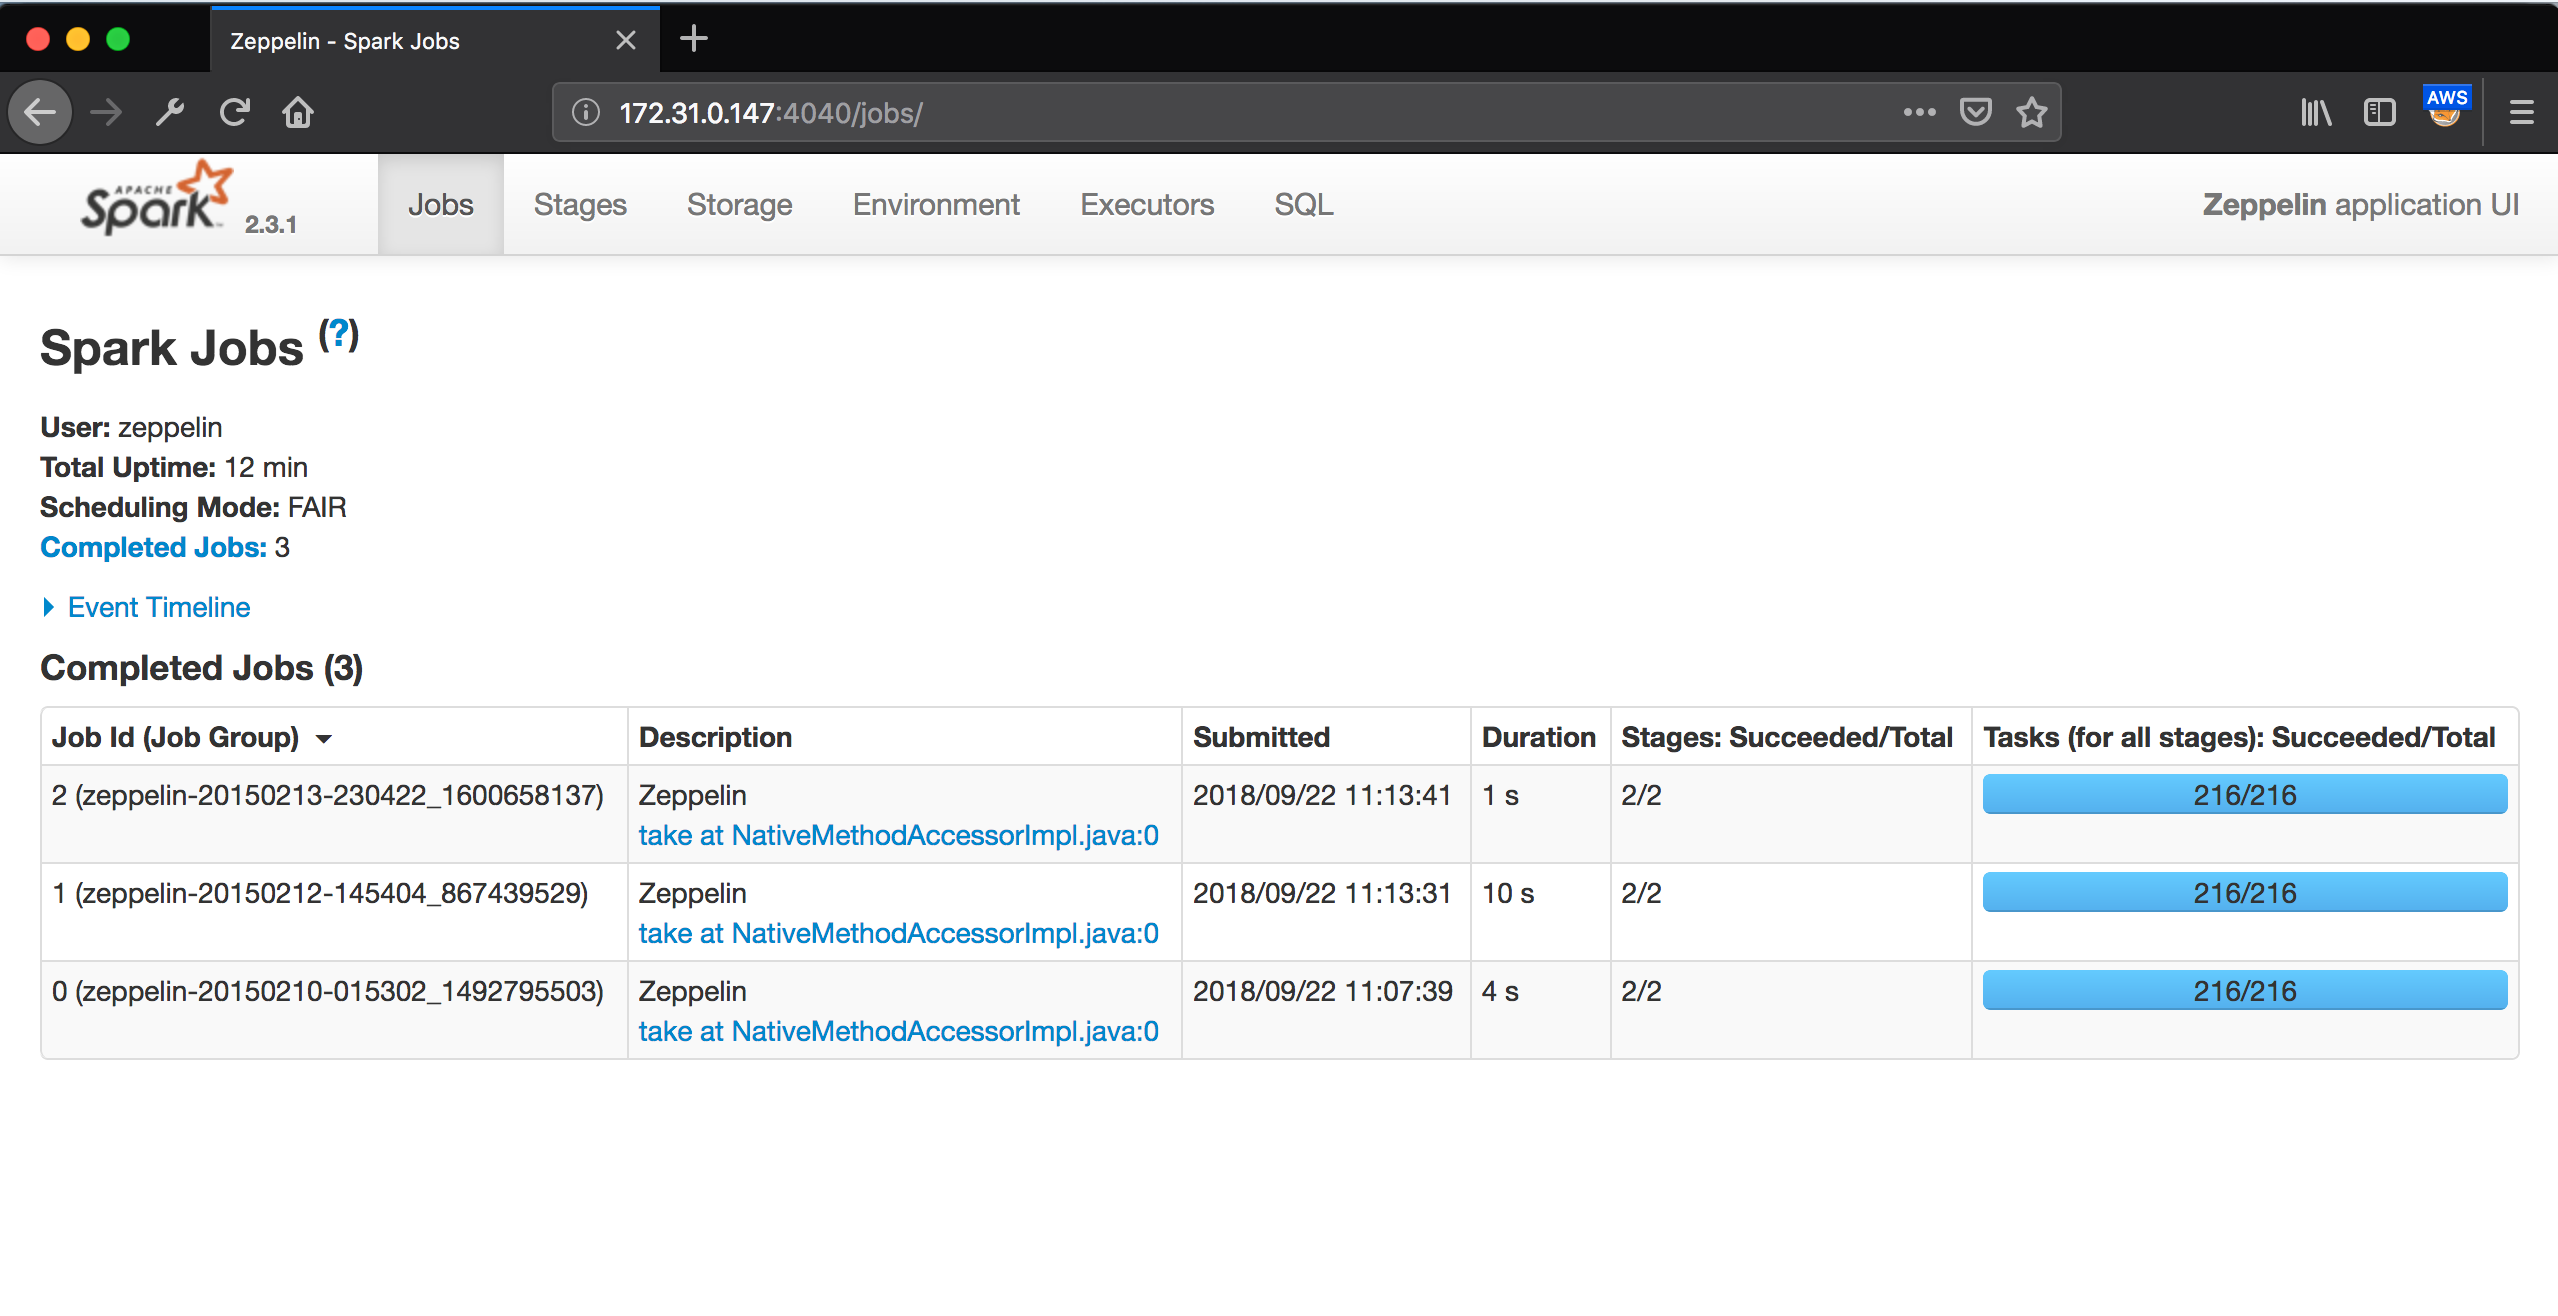 Zeppelin - Spark Jobs
172.31.0.147:4040/jobs/
AWS
APACHE
Spark™ 2.3.1
Jobs Stages Storage Environment Executors SQL Zeppelin application UI
Spark Jobs (?)
User: zeppelin
Total Uptime: 12 min
Scheduling Mode: FAIR
Completed Jobs: 3
Event Timeline
Completed Jobs (3)
Job Id (Job Group) Description Submitted Duration Stages: Succeeded/Total Tasks (for all stages): Succeeded/Total
2 (zeppelin-20150213-230422_1600658137) Zeppelin 2018/09/22 11:13:41 1 s 2/2 216/216
take at NativeMethodAccessorImpl.java:0
1 (zeppelin-20150212-145404_867439529) Zeppelin 2018/09/22 11:13:31 10 s 2/2 216/216
take at NativeMethodAccessorImpl.java:0
0 (zeppelin-20150210-015302_1492795503) Zeppelin 2018/09/22 11:07:39 4 s 2/2 216/216
take at NativeMethodAccessorImpl.java:0